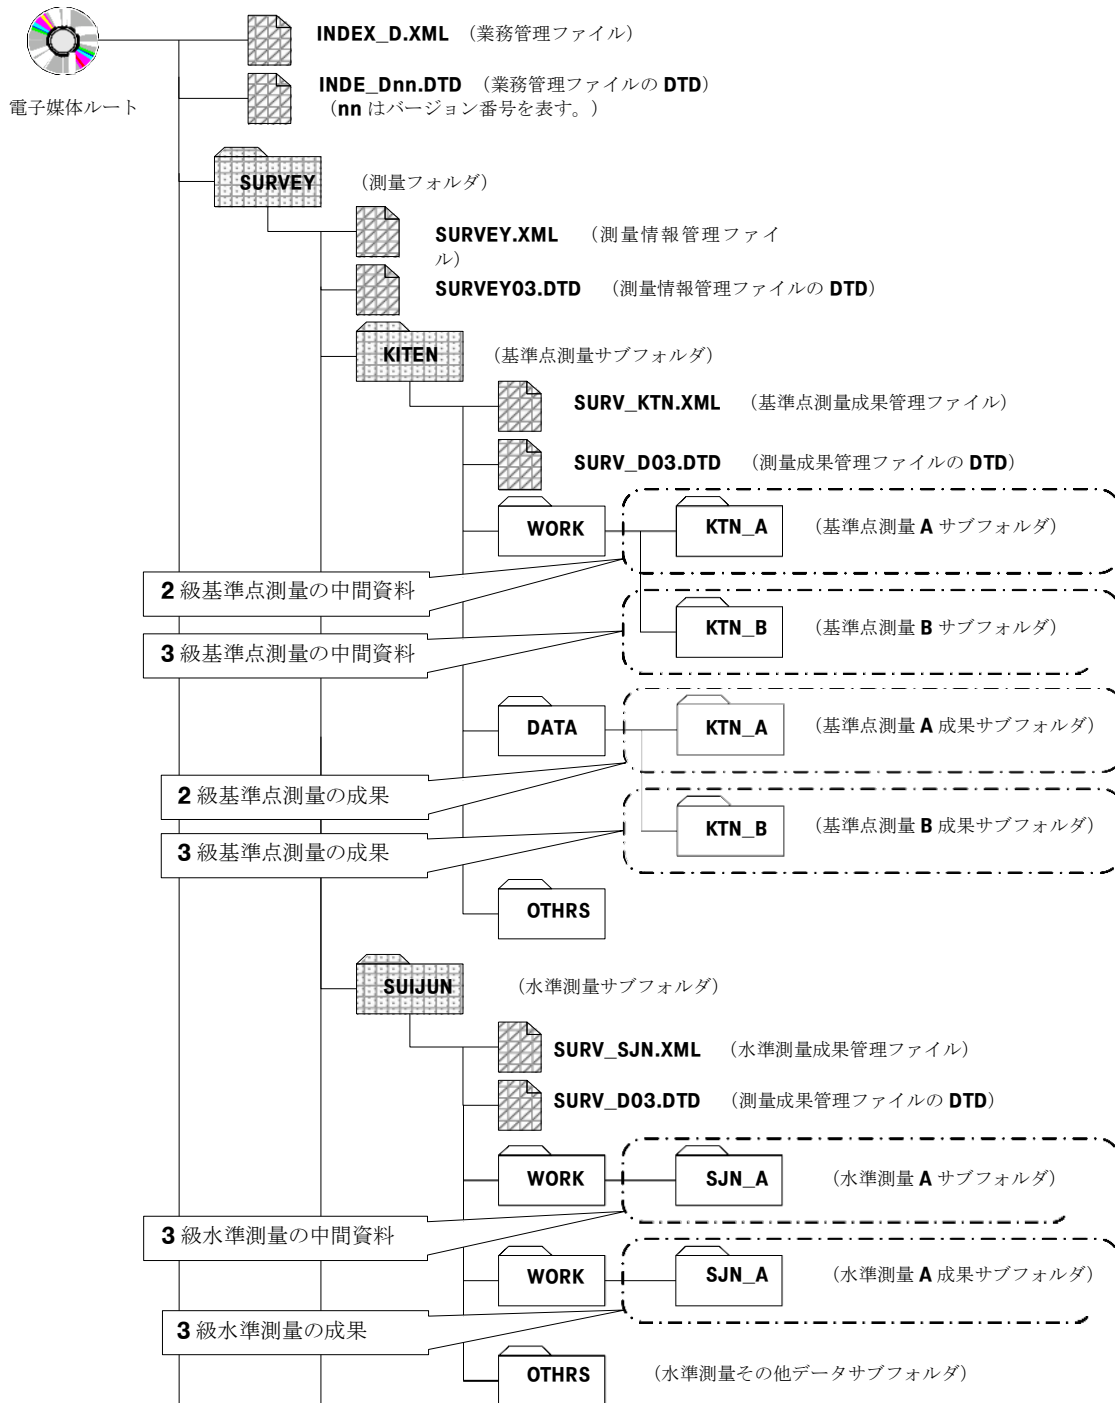 INDEX_D.XML （業務管理ファイル）
INDE_Dnn.DTD （業務管理ファイルの DTD）
（nn はバージョン番号を表す。）
電子媒体ルート
SURVEY （測量フォルダ）
SURVEY.XML （測量情報管理ファイ
ル）
SURVEY03.DTD （測量情報管理ファイルの DTD）
KITEN （基準点測量サブフォルダ）
SURV_KTN.XML （基準点測量成果管理ファイル）
SURV_D03.DTD （測量成果管理ファイルの DTD）
WORK KTN_A （基準点測量 A サブフォルダ）
2 級基準点測量の中間資料
KTN_B （基準点測量 B サブフォルダ）
3 級基準点測量の中間資料
DATA KTN_A （基準点測量 A 成果サブフォルダ）
2 級基準点測量の成果
KTN_B （基準点測量 B 成果サブフォルダ）
3 級基準点測量の成果
OTHRS
SUIJUN （水準測量サブフォルダ）
SURV_SJN.XML （水準測量成果管理ファイル）
SURV_D03.DTD （測量成果管理ファイルの DTD）
WORK SJN_A （水準測量 A サブフォルダ）
3 級水準測量の中間資料
WORK SJN_A （水準測量 A 成果サブフォルダ）
3 級水準測量の成果
OTHRS （水準測量その他データサブフォルダ）